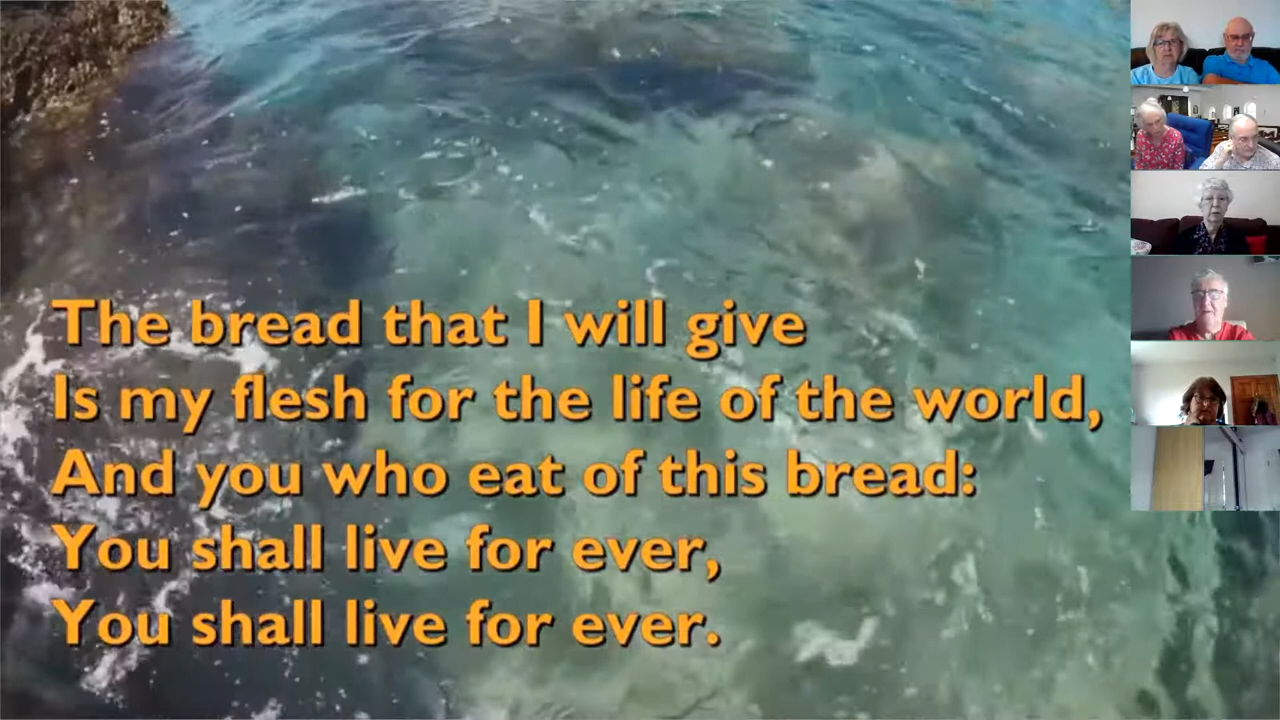 The bread that I will give
Is my flesh for the life of the world,
And you who eat of this bread:
You shall live for ever,
You shall live for ever.